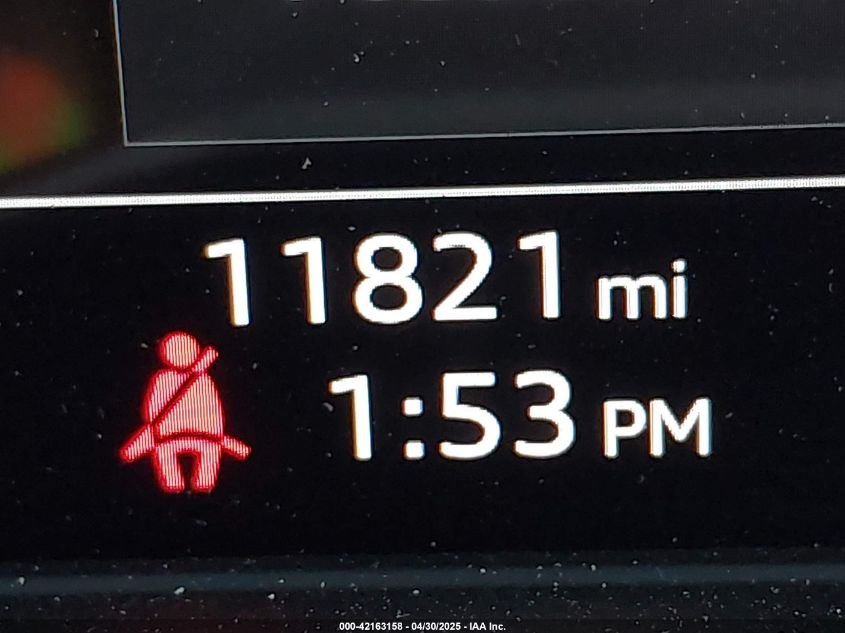 11821 mi
1:53 PM
000-42163158 - 04/30/2025 - IAA Inc.